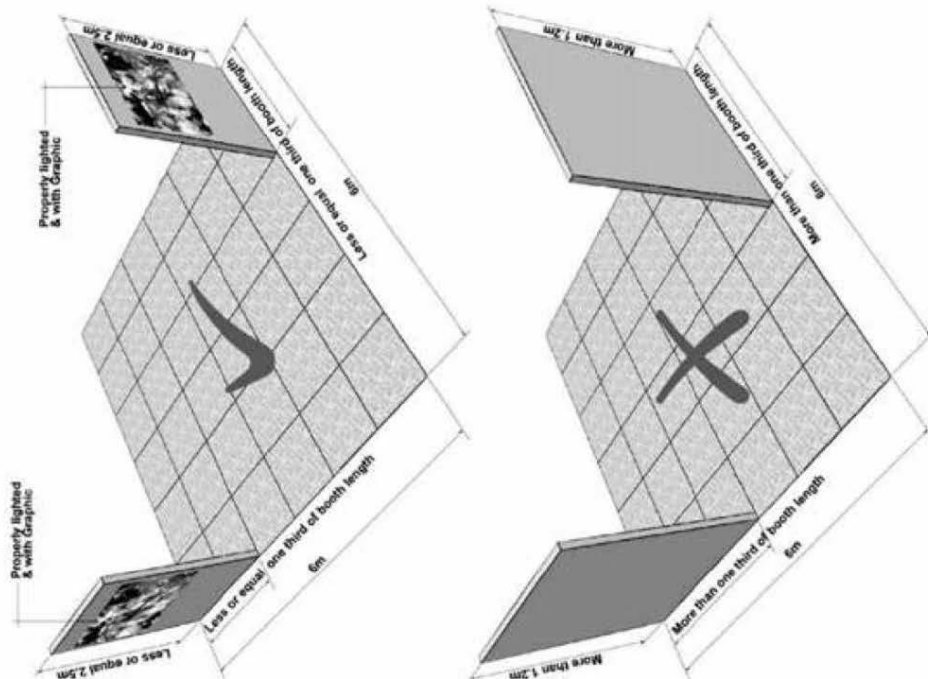 Properly lighted
& with Graphic
Less or equal 2.5m
Less or equal one third of booth length
6m
Properly lighted
& with Graphic
Less or equal 2.5m
Less or equal one third of booth length
6m
More than 1.2m
More than one third of booth length
6m
More than 1.2m
More than one third of booth length
6m